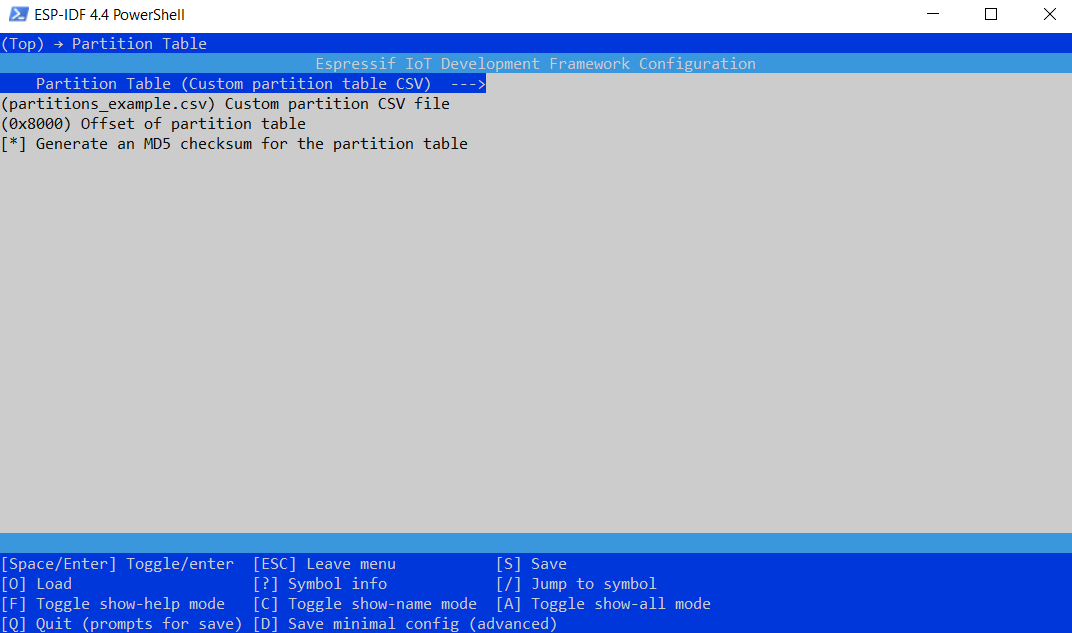 ESP-IDF 4.4 PowerShell
(Top) → Partition Table
Espressif IoT Development Framework Configuration
Partition Table (Custom partition table CSV)  --->
(partitions_example.csv) Custom partition CSV file
(0x8000) Offset of partition table
[*] Generate an MD5 checksum for the partition table
[Space/Enter] Toggle/enter  [ESC] Leave menu           [S] Save
[O] Load                    [?] Symbol info            [/] Jump to symbol
[F] Toggle show-help mode   [C] Toggle show-name mode  [A] Toggle show-all mode
[Q] Quit (prompts for save) [D] Save minimal config (advanced)